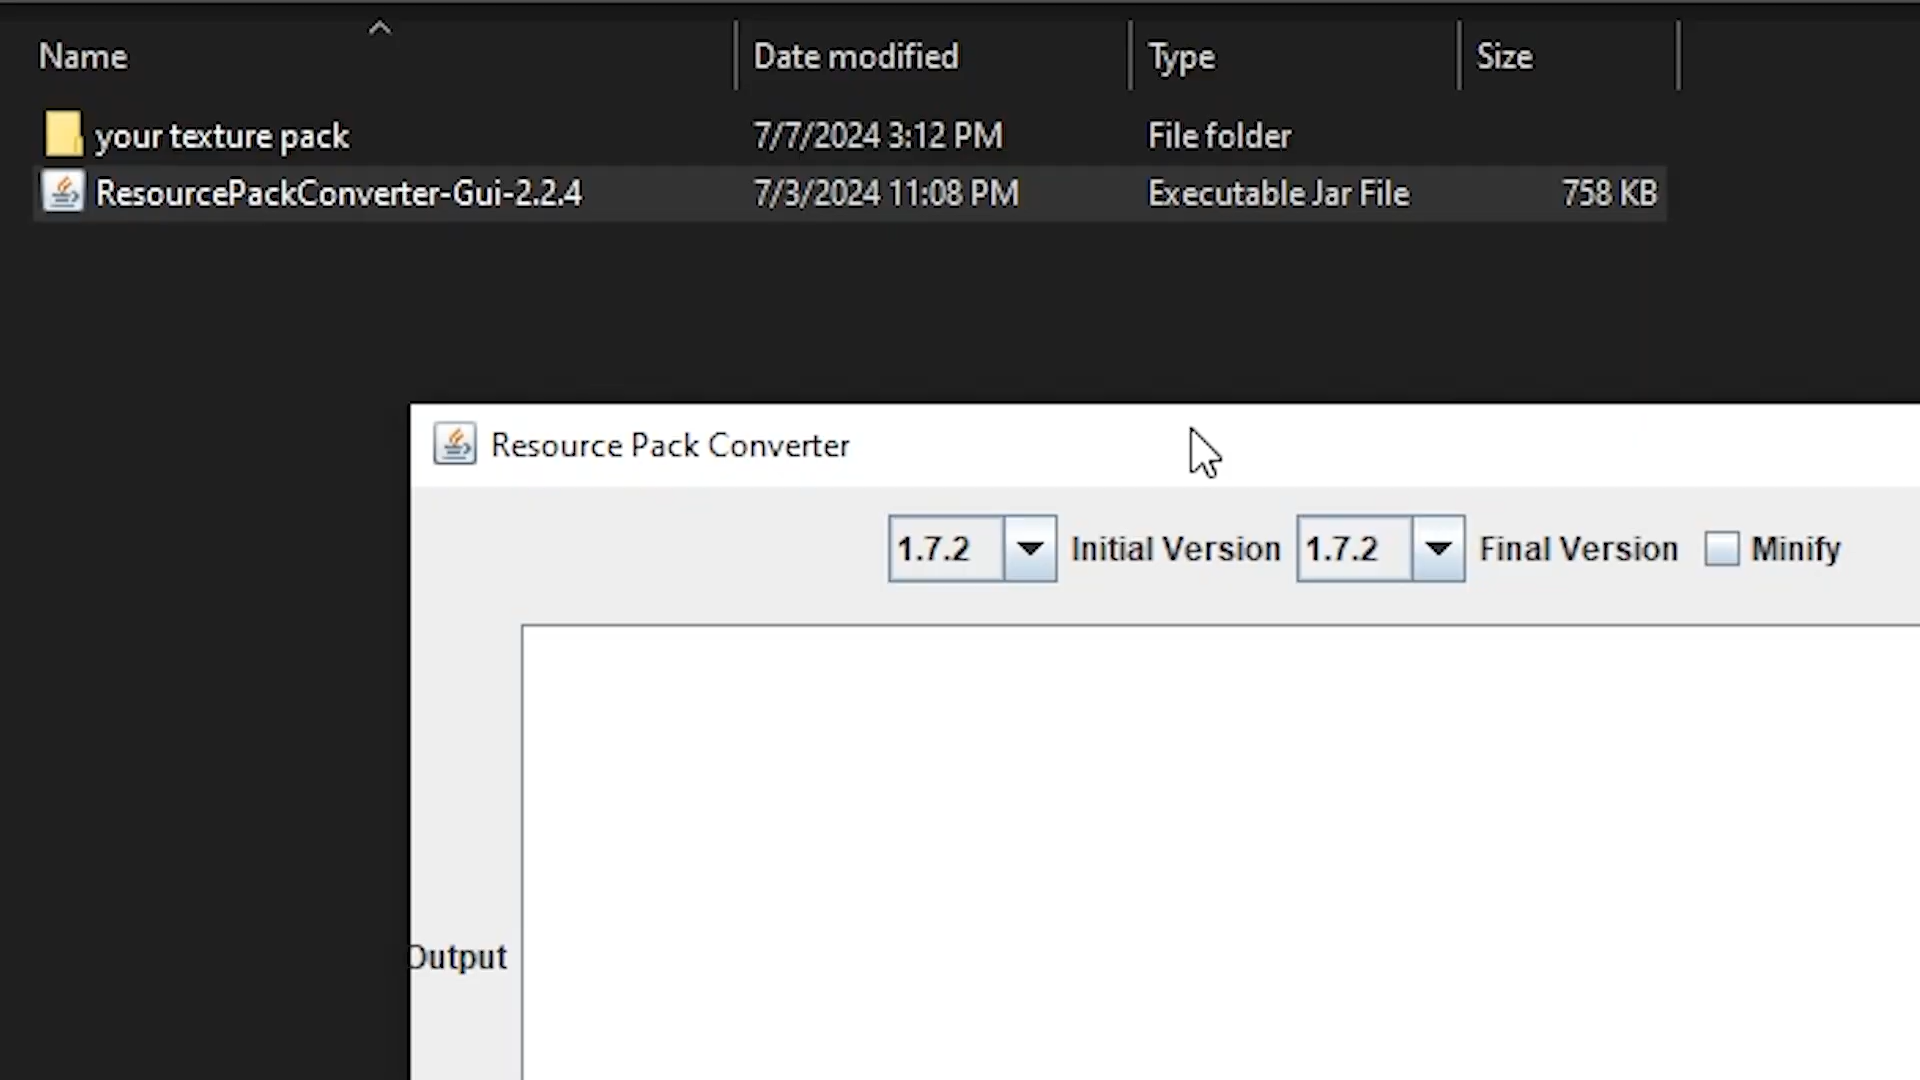 Name Date modified Type Size
your texture pack 7/7/2024 3:12 PM File folder
ResourcePackConverter-Gui-2.2.4 7/3/2024 11:08 PM Executable Jar File 758 KB
Resource Pack Converter
1.7.2 Initial Version 1.7.2 Final Version Minify
Output